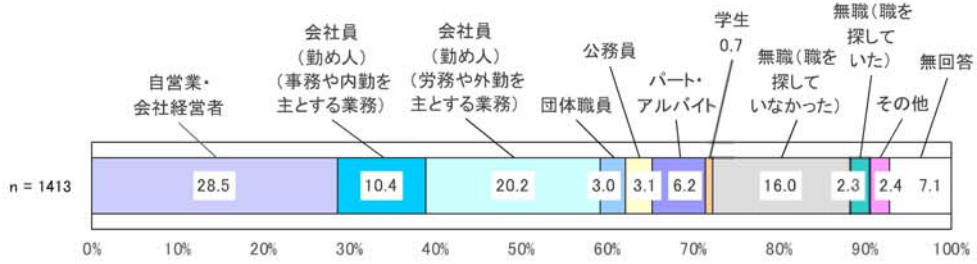 自営業・
会社経営者
会社員
(勤め人)
(事務や内勤を
主とする業務)
会社員
(勤め人)
(労務や外勤を
主とする業務)
団体職員
公務員
パート・
アルバイト
学生
0.7
無職(職を
探して
いなかった)
無職(職を
探して
いた)
その他
無回答
n = 1413
28.5
10.4
20.2
3.0
3.1
6.2
16.0
2.3
2.4
7.1
0%
10%
20%
30%
40%
50%
60%
70%
80%
90%
100%